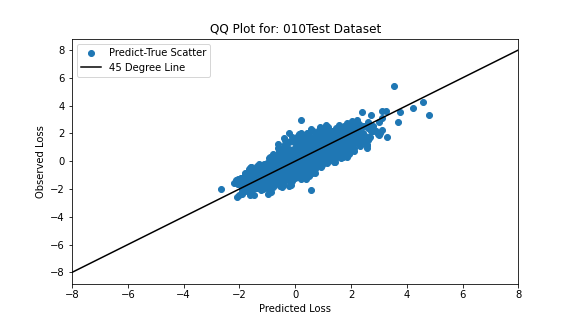 QQ Plot for: 010Test Dataset
Predict-True Scatter
45 Degree Line
Observed Loss
8
6
4
2
0
−2
−4
−6
−8
−8 −6 −4 −2 0 2 4 6 8
Predicted Loss